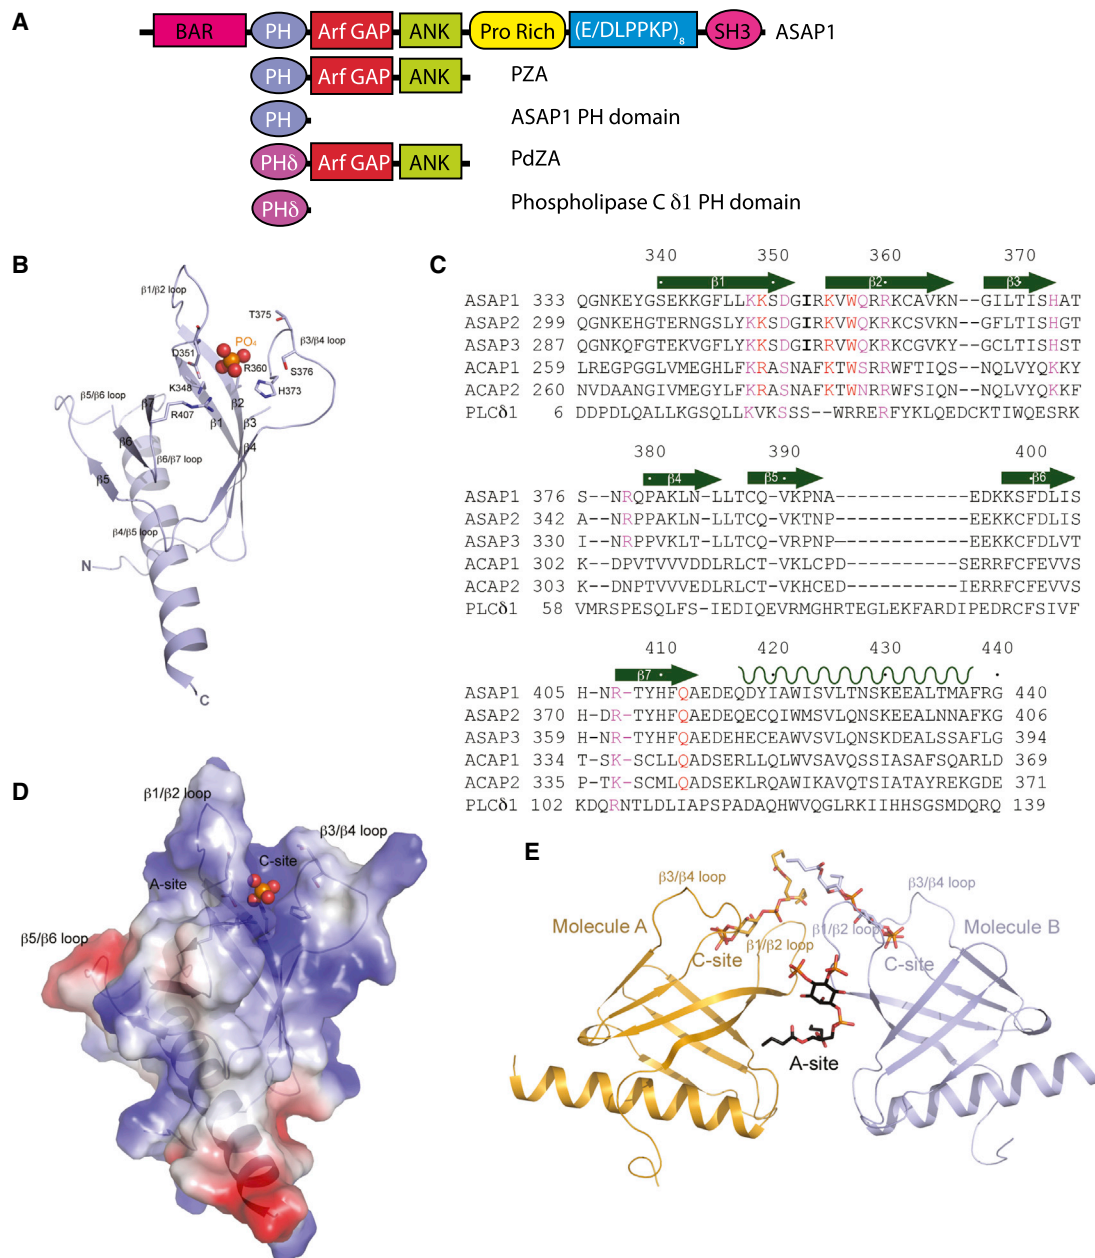 A
BAR PH Arf GAP ANK Pro Rich (E/DLPPKP)8 SH3 ASAP1
PH Arf GAP ANK PZA
PH ASAP1 PH domain
PHδ Arf GAP ANK PdZA
PHδ Phospholipase C δ1 PH domain
B
β1/β2 loop
T375
PO4
β3/β4 loop
D351
R360
S376
K348
H373
β5/β6 loop
β7
β2
R407
β1
β3
β6
β4
β6/β7 loop
β5
β4/β5 loop
N
C
C
340 350 360 370
β1 β2 β3
ASAP1 333 QGNKEYGSEKKGFLLKKSDGIRKVWQRRKCAVKN--GILTISHAT
ASAP2 299 QGNKEHGTERNGSLYKKSDGIRRVWQKRKCSVKN--GFLTISHGT
ASAP3 287 QGNKQFGTEKVGFLYKKSDGIRRVWQKRKCGVKY--GCLTISHST
ACAP1 259 LREGPGGLVMEGHLFKRASNAFKTWSRRWFTIQS--NQLVYQKKY
ACAP2 260 NVDAANGIVMEGYLFKRASNAFKTWNRRWFSIQN--NQLVYQKKF
PLCδ1 6 DDPDLQALLKGSQLLKVKSSS--WRRERFYKLQEDCKTIWQESRK
380 390 400
β4 β5 β6
ASAP1 376 S--NRQPAKLN-LLTCQ-VKPNA------------EDKKSFDLIS
ASAP2 342 A--NRPPAKLN-LLTCQ-VKTNP------------EEKKCFDLIS
ASAP3 330 I--NRPPVKLT-LLTCQ-VRPNP------------EEKKCFDLVT
ACAP1 302 K--DPVTVVVDDLRLCT-VKLCPD-----------SERRFCFEVVS
ACAP2 303 K--DNPTVVVEDLRLCT-VKHCED-----------IERRFCFEVVS
PLCδ1 58 VMRSPESQLFS-IEDIQEVRMGHRTEGLEKFARDIPEDRCFSIVF
410 420 430 440
β7
ASAP1 405 H-NR-TYHFQAEDEQDYIAWISVLTNSKEEALTMAFRG 440
ASAP2 370 H-DR-TYHFQAEDEQECQIWMSVLQNSKEEALNNAFKG 406
ASAP3 359 H-NR-TYHFQAEDEHECEAWVSVLQNSKDEALSSAFLG 394
ACAP1 334 T-SK-SCLLQADSERLLQLWVSAVQSSIASAFSQARLD 369
ACAP2 335 P-TK-SCMLQADSEKLRQAWIKAVQTSIATAYREKGDE 371
PLCδ1 102 KDQRNTLDLIAPSPADAQHWVQGLRKIIHHSGSMDQRQ 139
D
β1/β2 loop
β3/β4 loop
C-site
A-site
β5/β6 loop
E
β3/β4 loop
β3/β4 loop
Molecule A
β1/β2 loop
β1/β2 loop
Molecule B
C-site
C-site
A-site